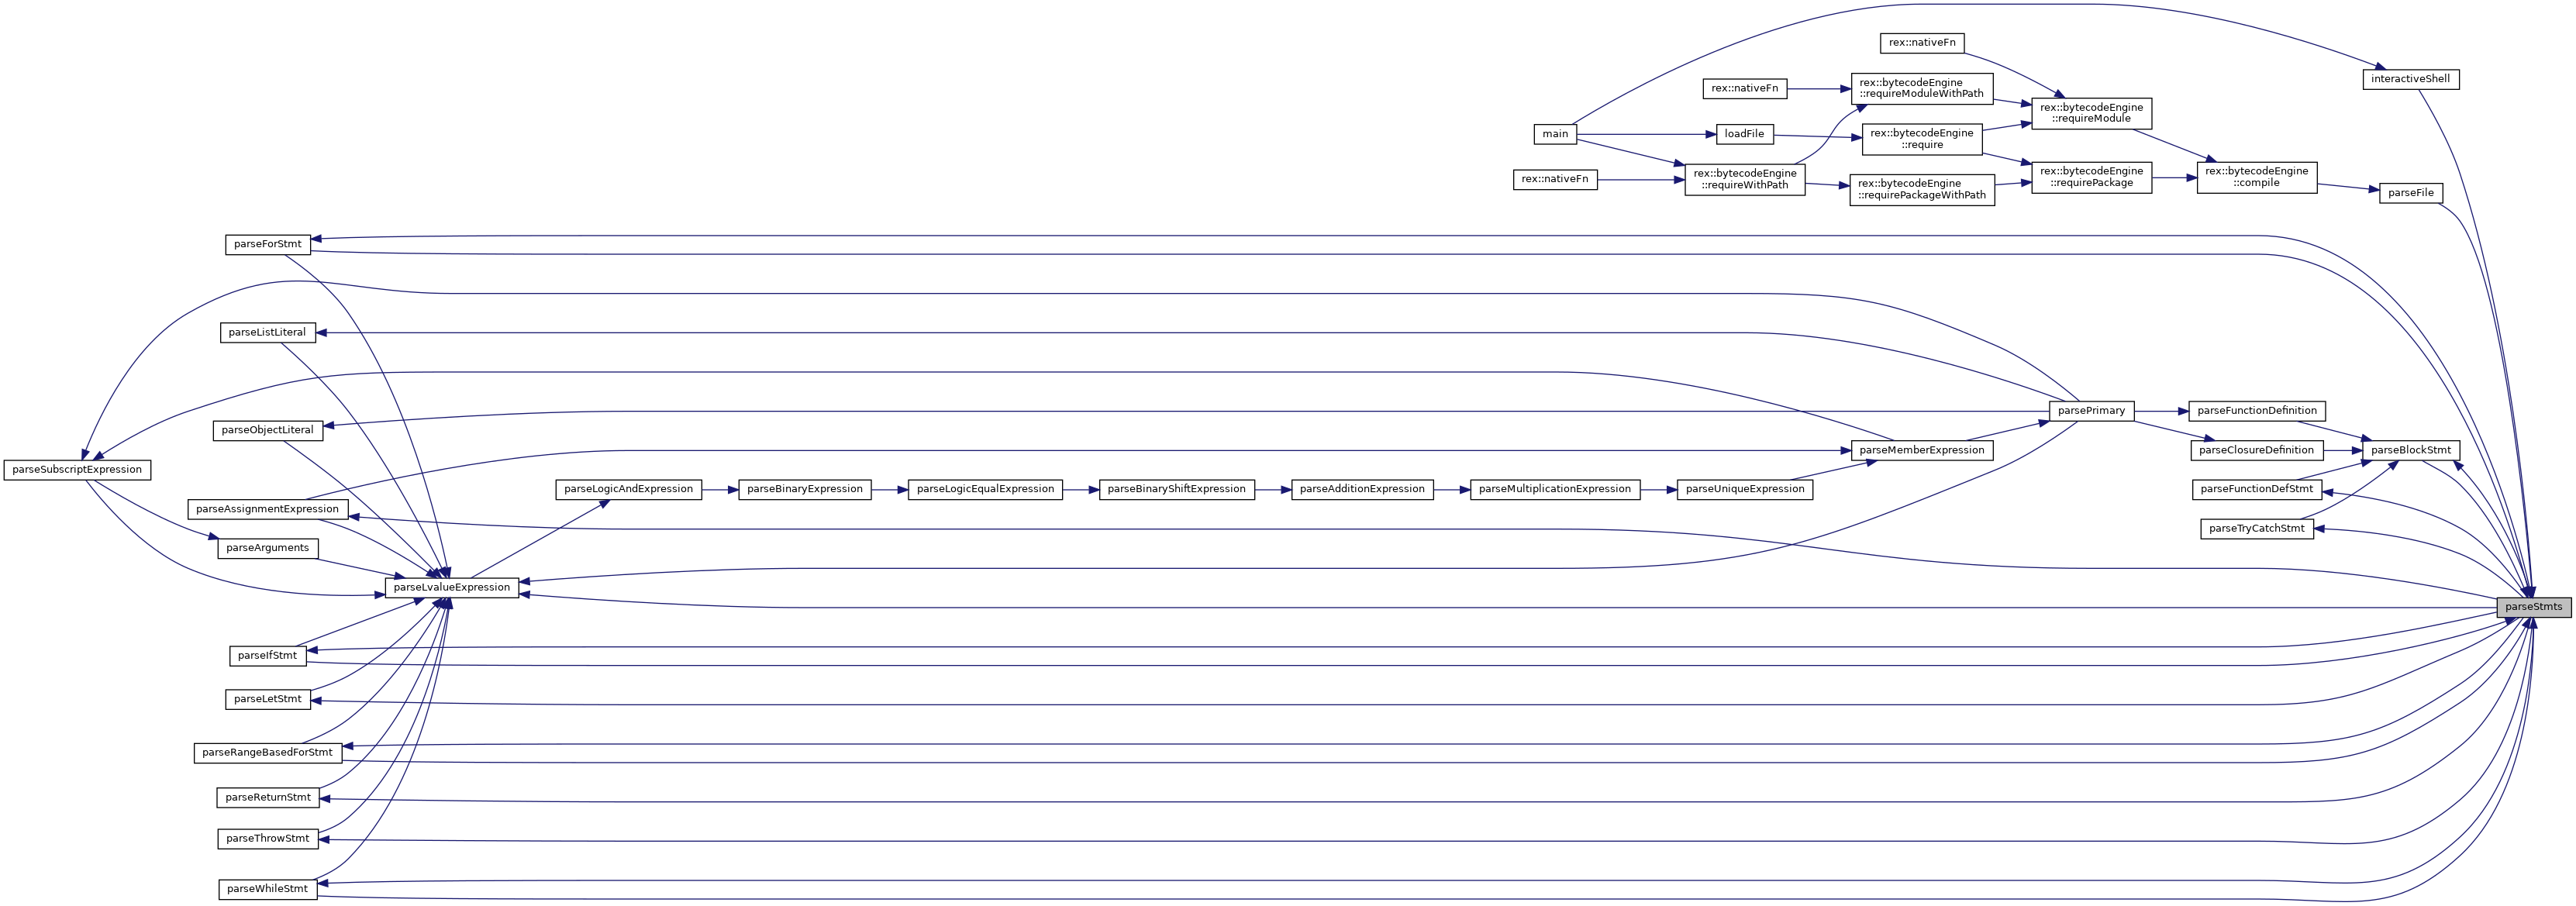 rex::nativeFn
interactiveShell
rex::nativeFn
rex::bytecodeEngine
::requireModuleWithPath
rex::bytecodeEngine
::requireModule
main
loadFile
rex::bytecodeEngine
::require
rex::nativeFn
rex::bytecodeEngine
::requireWithPath
rex::bytecodeEngine
::requirePackageWithPath
rex::bytecodeEngine
::requirePackage
rex::bytecodeEngine
::compile
parseFile
parseForStmt
parseListLiteral
parseObjectLiteral
parsePrimary
parseFunctionDefinition
parseSubscriptExpression
parseMemberExpression
parseClosureDefinition
parseBlockStmt
parseAssignmentExpression
parseLogicAndExpression
parseBinaryExpression
parseLogicEqualExpression
parseBinaryShiftExpression
parseAdditionExpression
parseMultiplicationExpression
parseUniqueExpression
parseFunctionDefStmt
parseTryCatchStmt
parseArguments
parseLvalueExpression
parseStmts
parseIfStmt
parseLetStmt
parseRangeBasedForStmt
parseReturnStmt
parseThrowStmt
parseWhileStmt